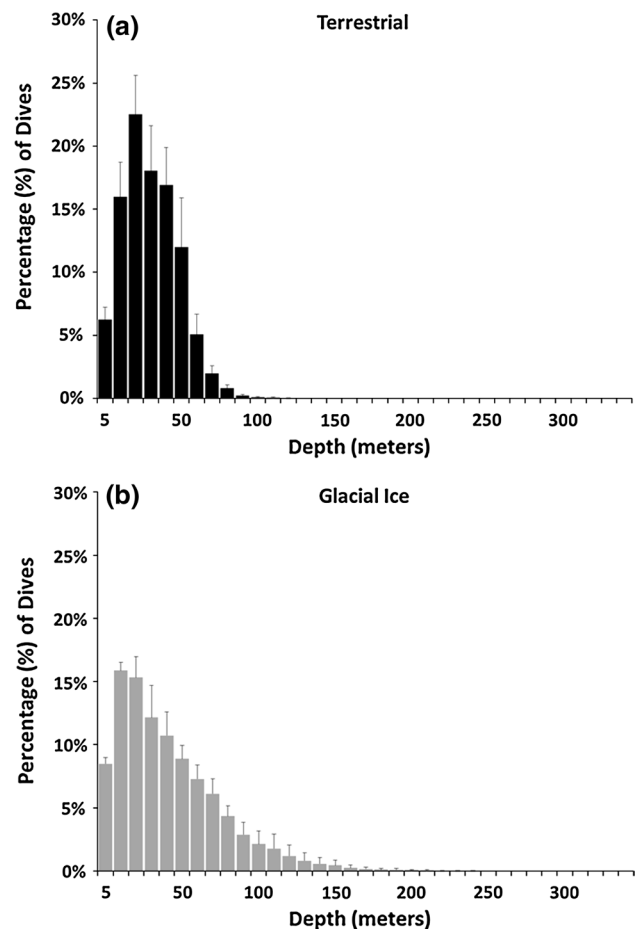 (a)
Terrestrial
30%
25%
20%
15%
10%
5%
0%
Percentage (%) of Dives
5 50 100 150 200 250 300
Depth (meters)
(b)
Glacial Ice
30%
25%
20%
15%
10%
5%
0%
Percentage (%) of Dives
5 50 100 150 200 250 300
Depth (meters)